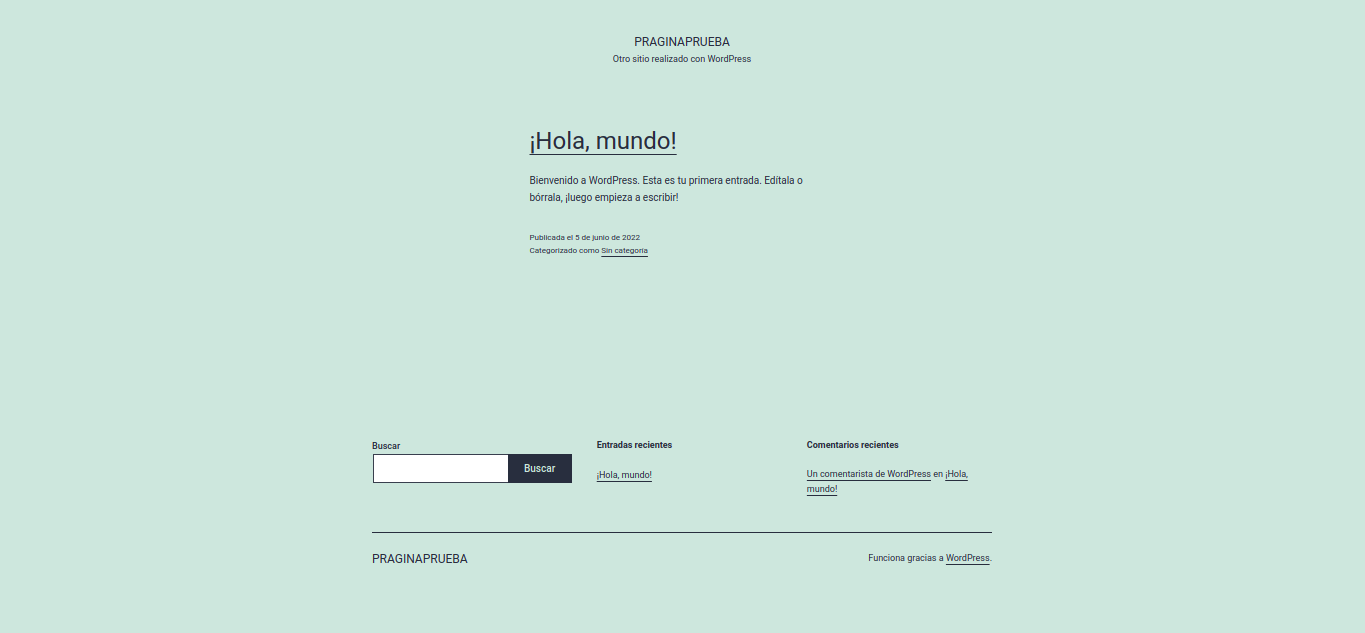 PRAGINAPRUEBA
Otro sitio realizado con WordPress
¡Hola, mundo!
Bienvenido a WordPress. Esta es tu primera entrada. Edítala o
bórrala, ¡luego empieza a escribir!
Publicada el 5 de junio de 2022
Categorizado como Sin categoría
Buscar
Buscar
Entradas recientes
¡Hola, mundo!
Comentarios recientes
Un comentarista de WordPress en ¡Hola,
mundo!
PRAGINAPRUEBA
Funciona gracias a WordPress.